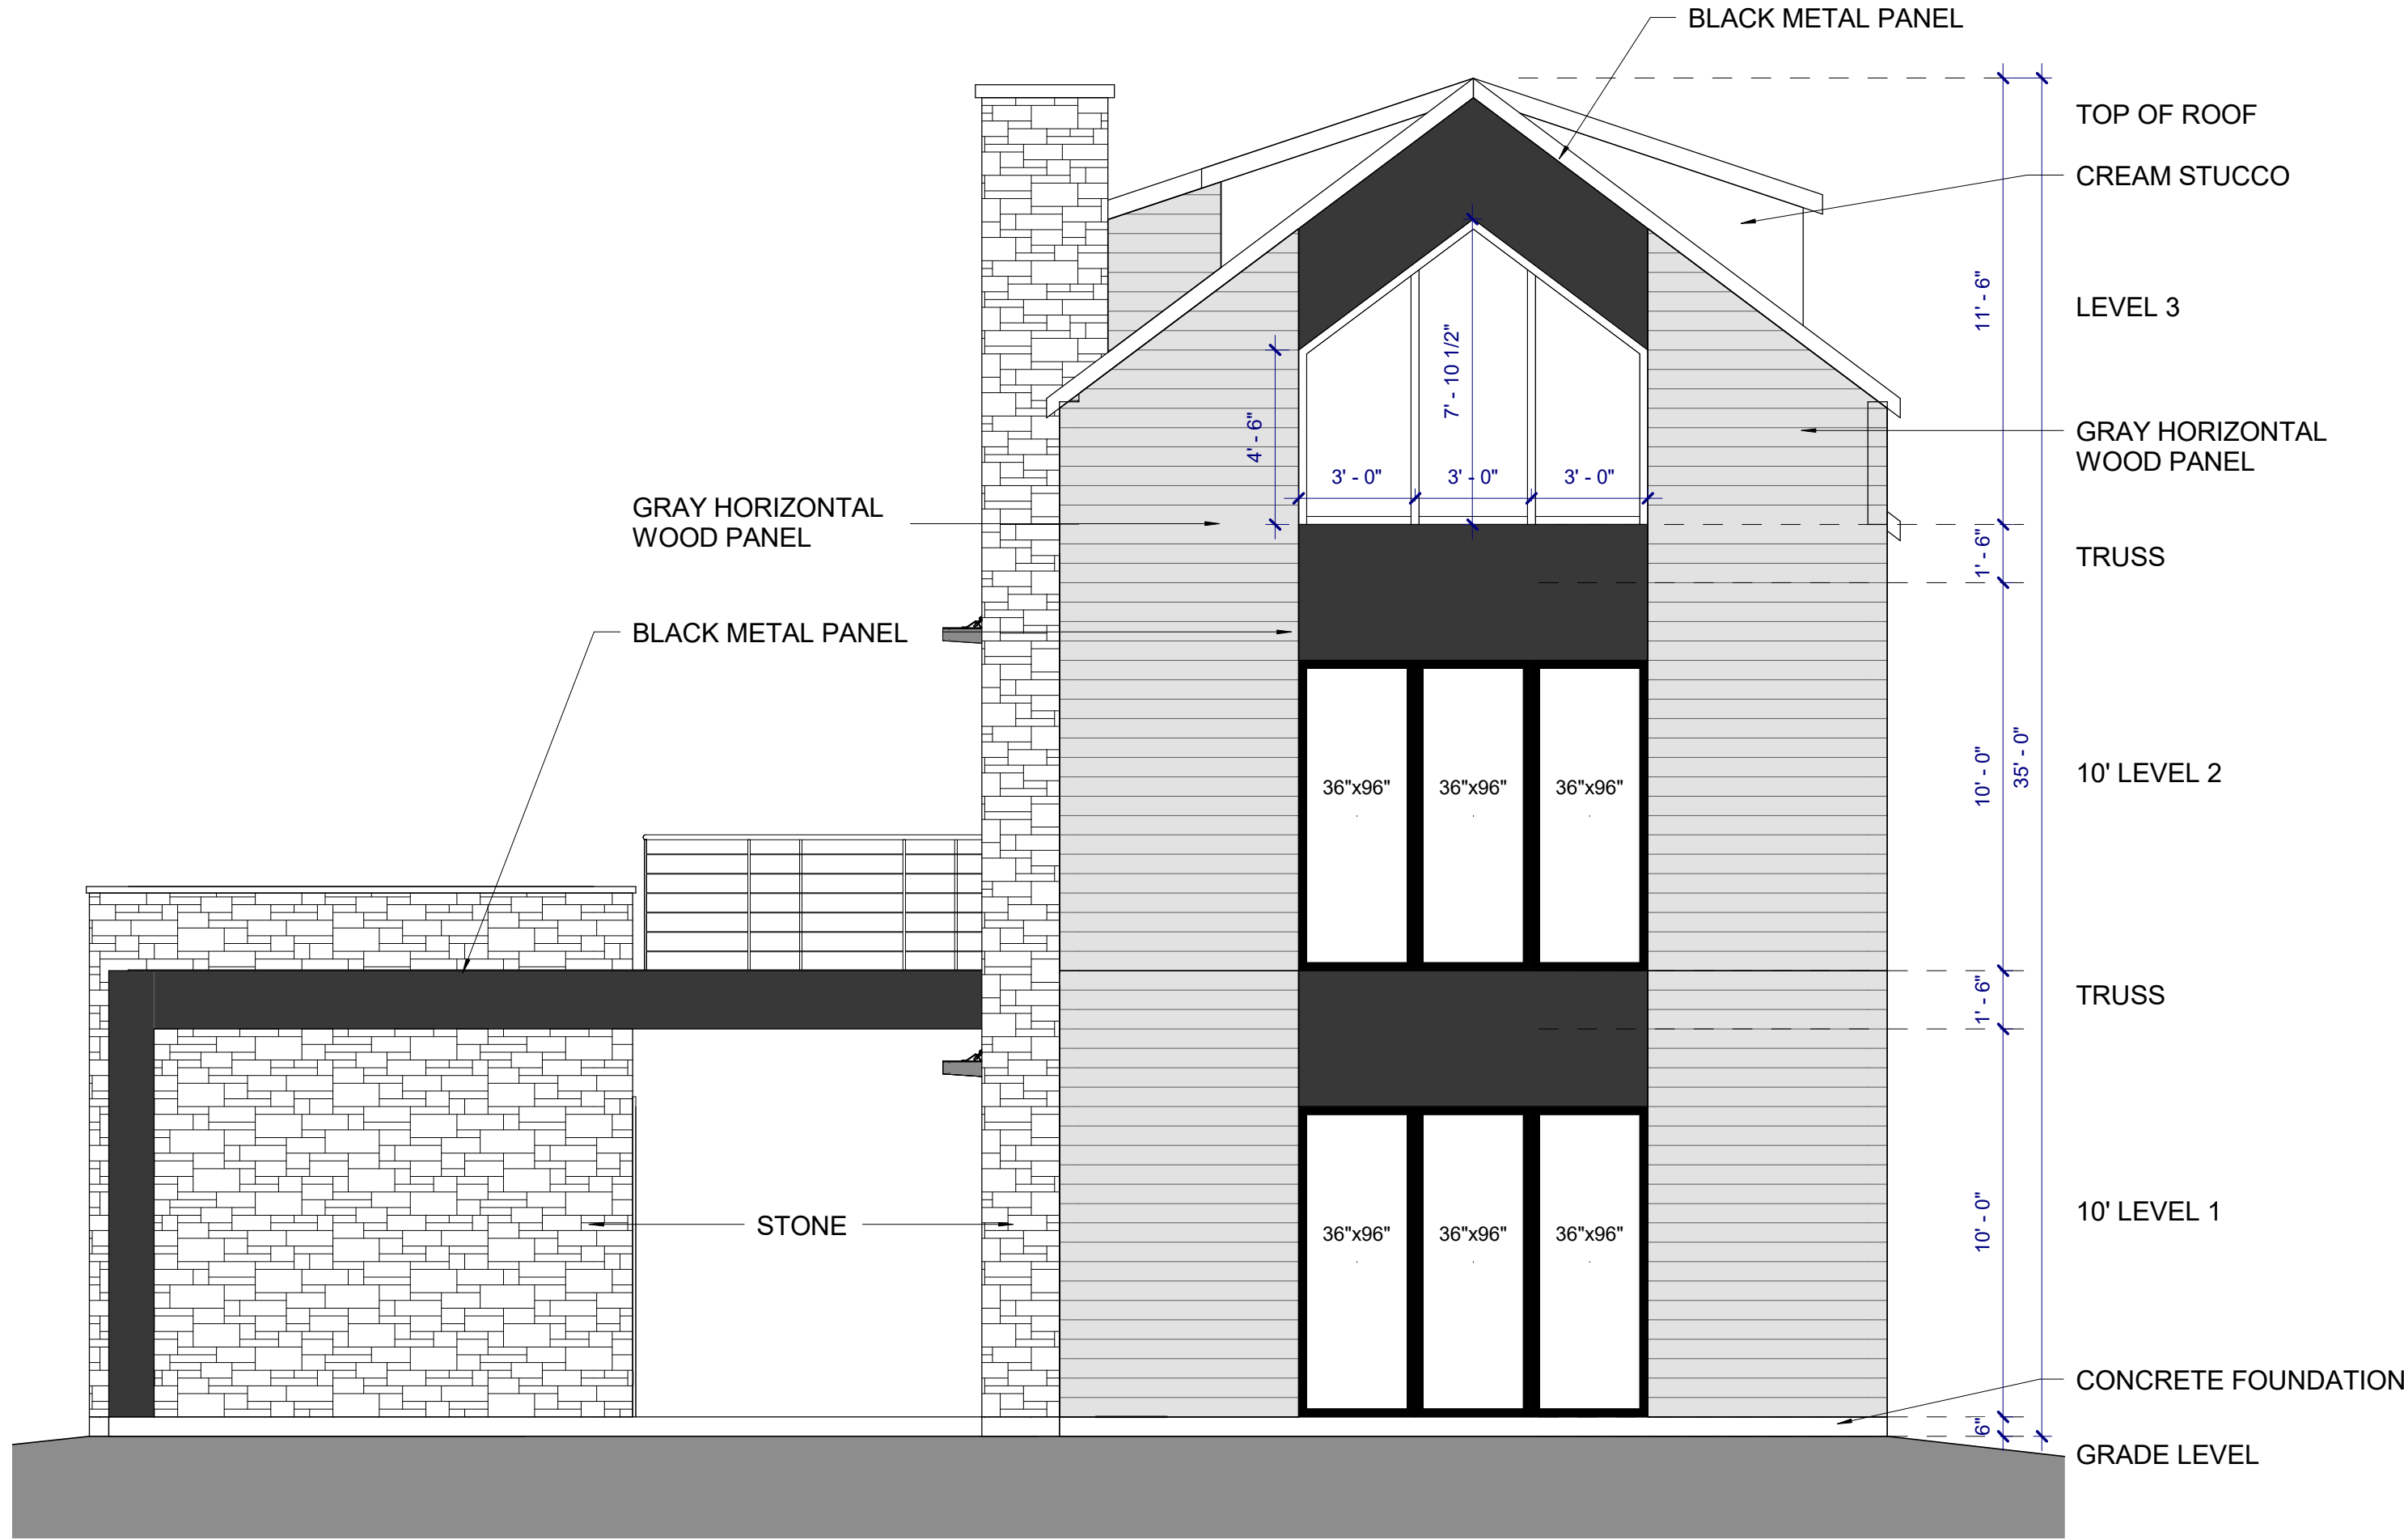 BLACK METAL PANEL
TOP OF ROOF
CREAM STUCCO
11' - 6"
LEVEL 3
7' - 10 1/2"
4' - 6"
GRAY HORIZONTAL
WOOD PANEL
3' - 0"
3' - 0"
3' - 0"
GRAY HORIZONTAL
WOOD PANEL
1' - 6"
TRUSS
BLACK METAL PANEL
36"x96"
36"x96"
36"x96"
10' - 0"
35' - 0"
10' LEVEL 2
1' - 6"
TRUSS
STONE
36"x96"
36"x96"
36"x96"
10' - 0"
10' LEVEL 1
CONCRETE FOUNDATION
6"
GRADE LEVEL